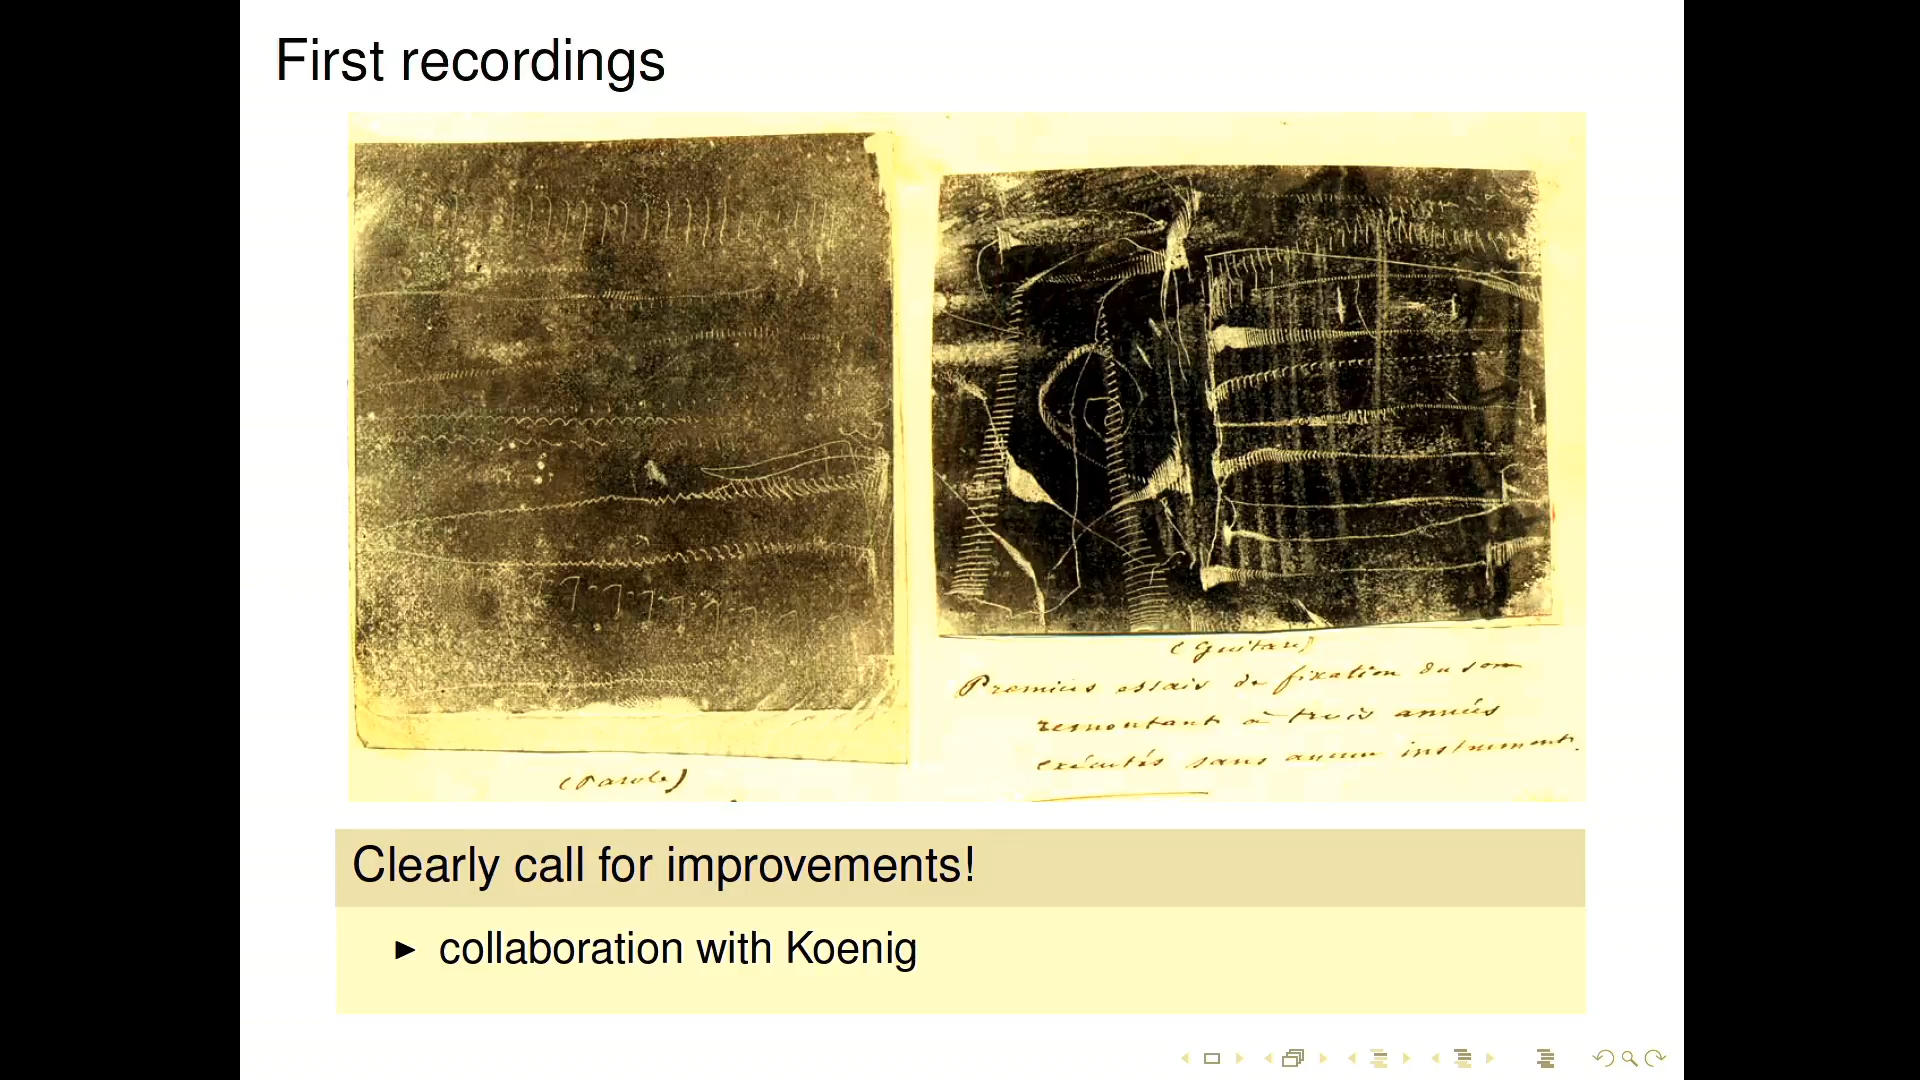 First recordings
(Parole)
(Guitare)
Premiers essais de fixation du son
remontant à trois années
exécutés sans aucun instrument.
Clearly call for improvements!
collaboration with Koenig